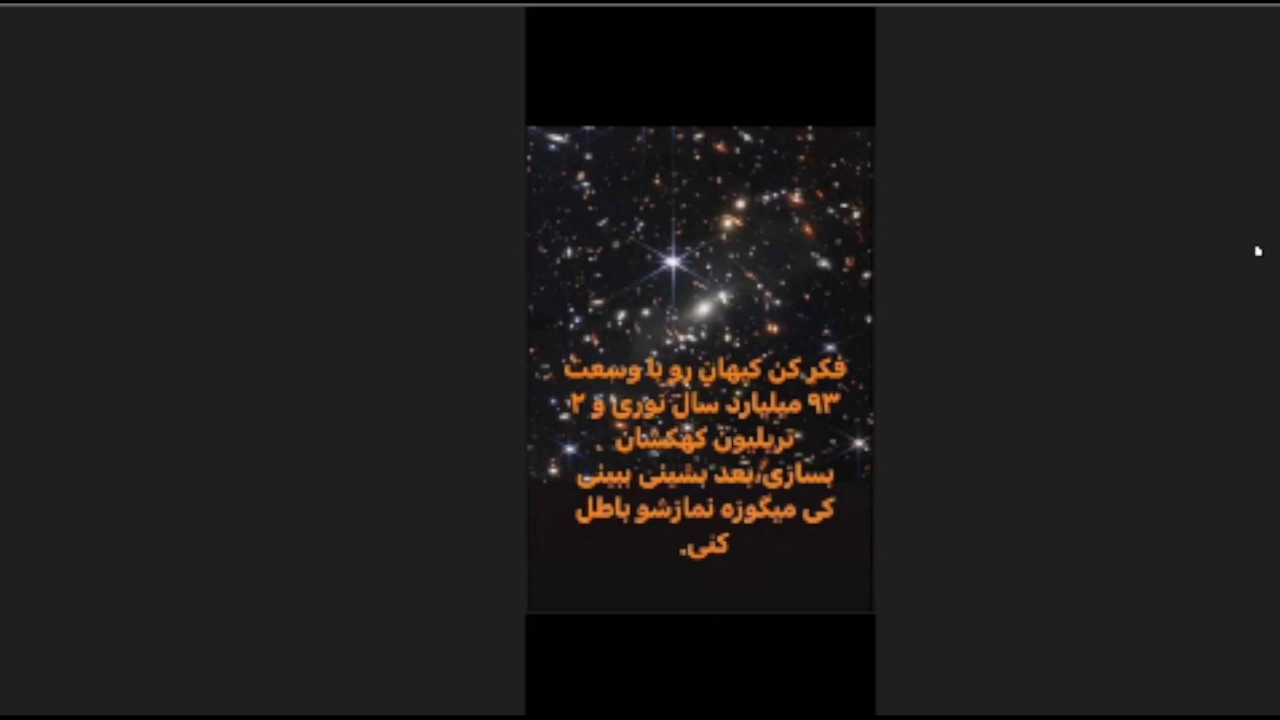 فکر کن کیهان رو با وسعت
۹۳ میلیارد سال نوری و ۲
تریلیون کهکشان
بسازی،بعد بشینی ببینی
کی میگوزه نمازشو باطل
کنی.